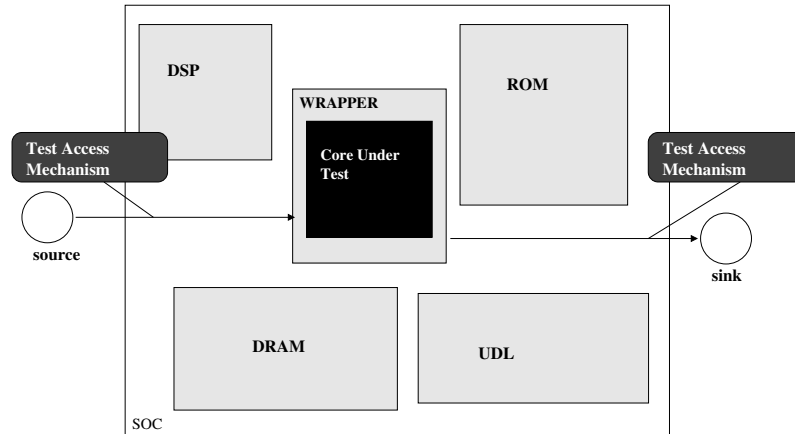 DSP
ROM
WRAPPER
Test Access
Mechanism
Core Under
Test
Test Access
Mechanism
source
sink
DRAM
UDL
SOC